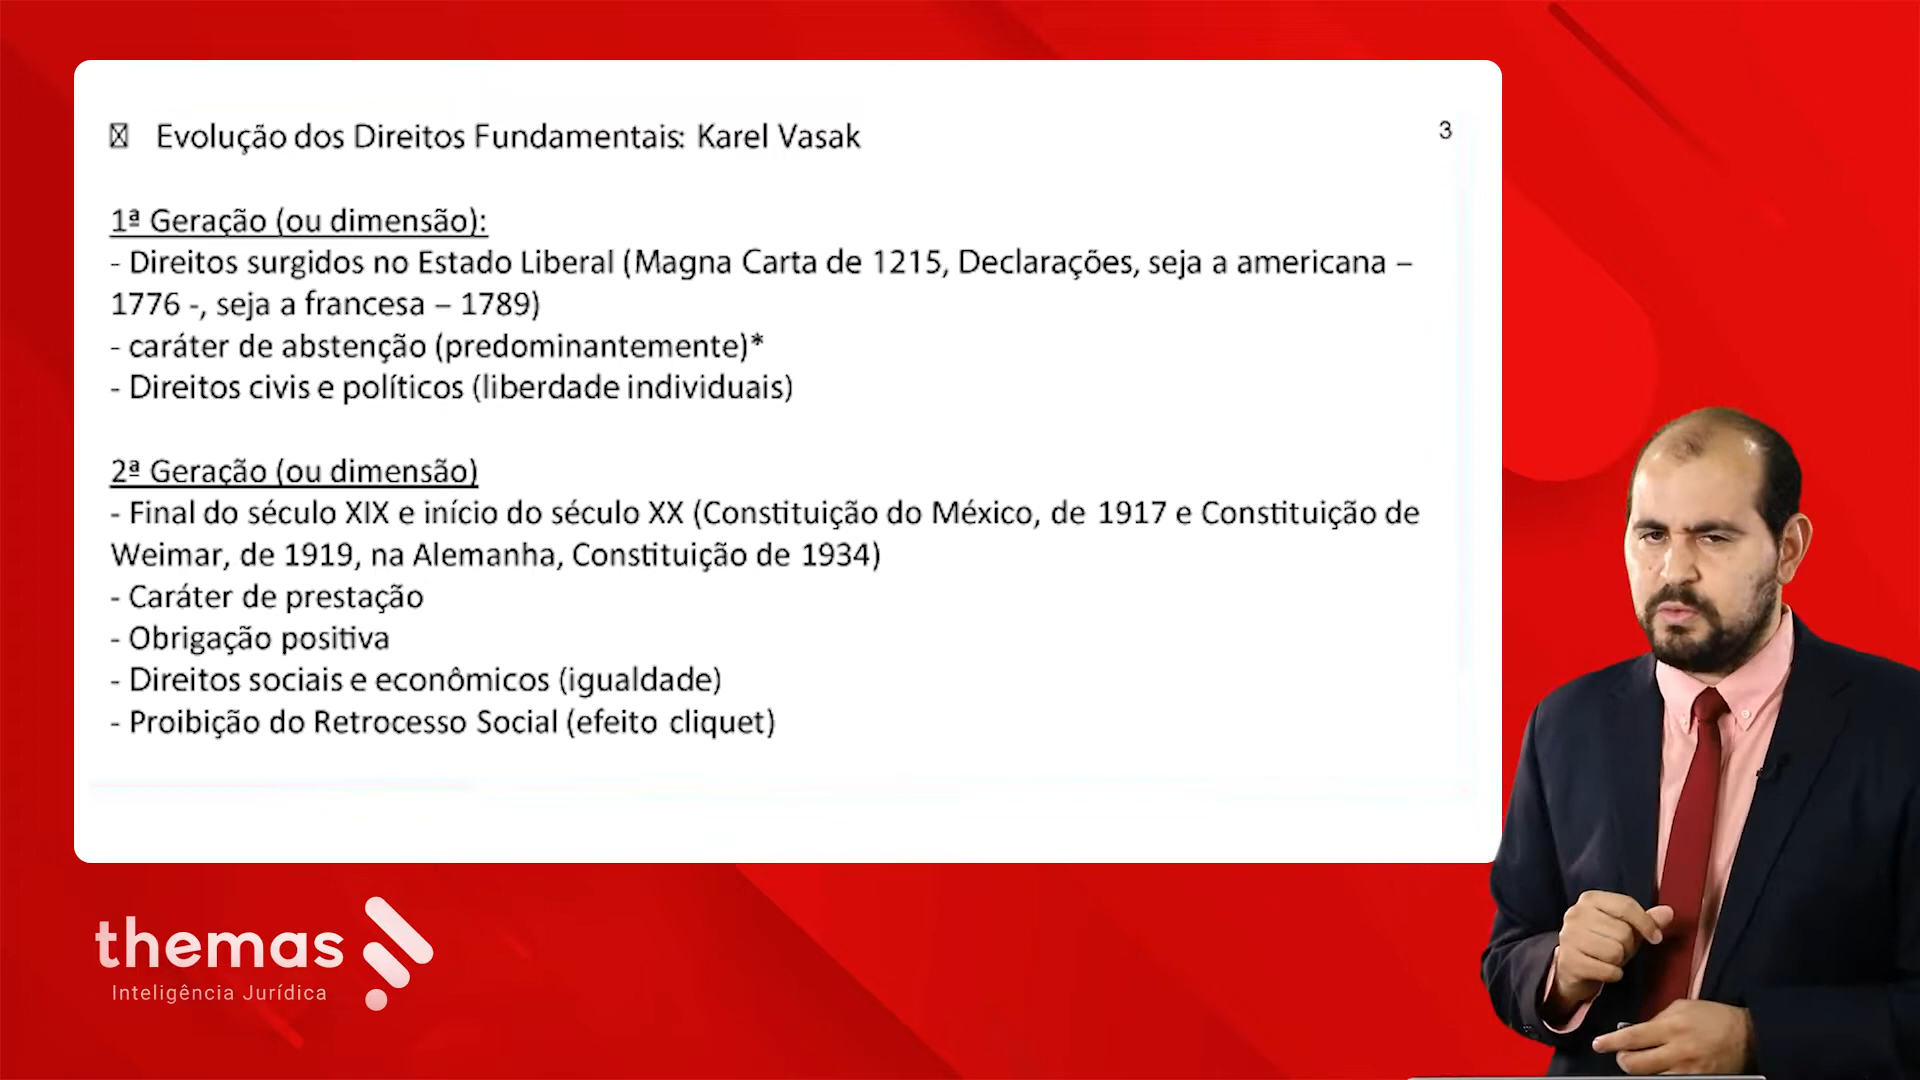 Evolução dos Direitos Fundamentais: Karel Vasak
3
1ª Geração (ou dimensão):
- Direitos surgidos no Estado Liberal (Magna Carta de 1215, Declarações, seja a americana –
1776 -, seja a francesa – 1789)
- caráter de abstenção (predominantemente)*
- Direitos civis e políticos (liberdade individuais)
2ª Geração (ou dimensão)
- Final do século XIX e início do século XX (Constituição do México, de 1917 e Constituição de
Weimar, de 1919, na Alemanha, Constituição de 1934)
- Caráter de prestação
- Obrigação positiva
- Direitos sociais e econômicos (igualdade)
- Proibição do Retrocesso Social (efeito cliquet)
themas
Inteligência Jurídica